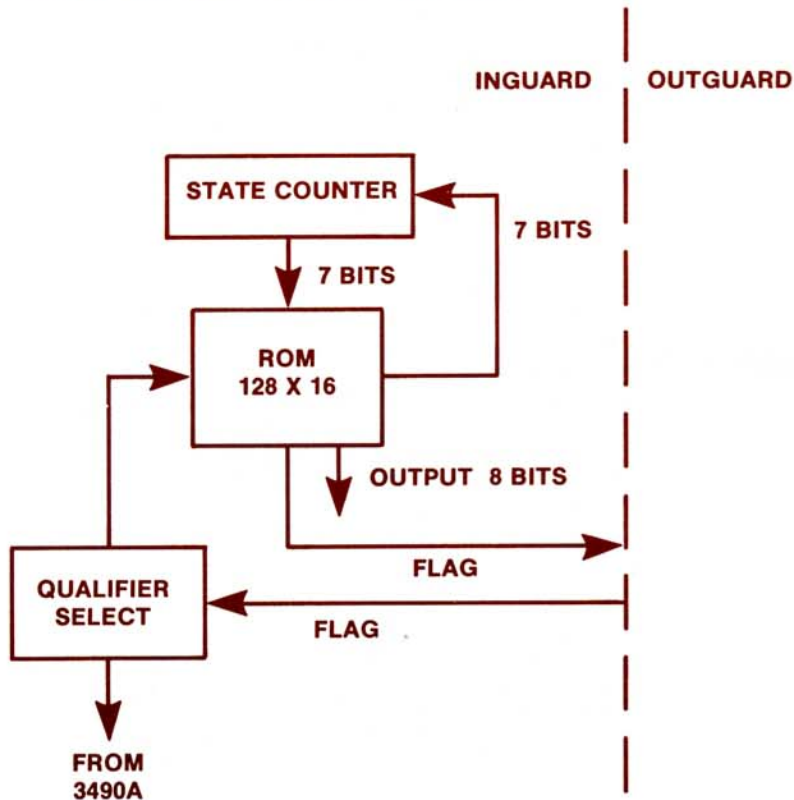 INGUARD
OUTGUARD
STATE COUNTER
7 BITS
7 BITS
ROM
128 X 16
OUTPUT 8 BITS
FLAG
QUALIFIER
SELECT
FLAG
FROM
3490A